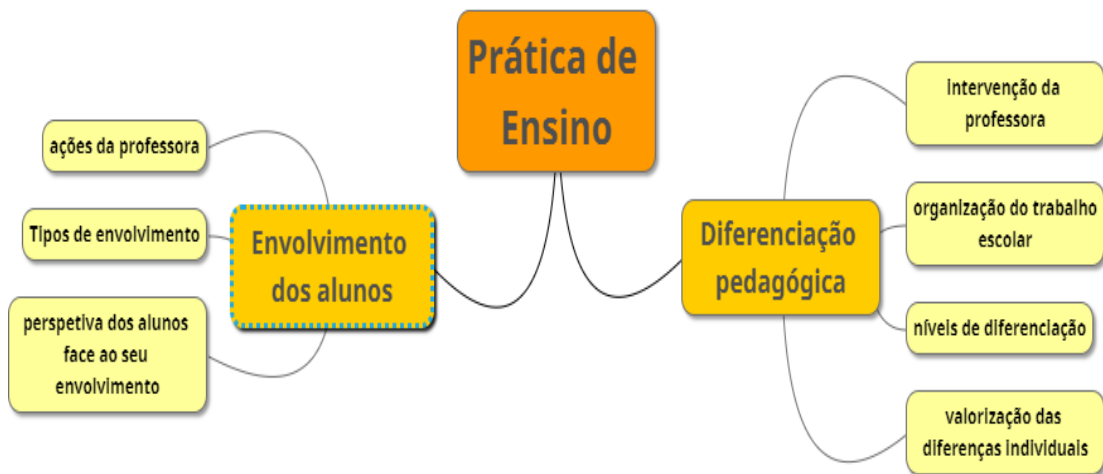 Prática de
Ensino
ações da professora
Tipos de envolvimento
perspetiva dos alunos
face ao seu
envolvimento
Envolvimento
dos alunos
Diferenciação
pedagógica
intervenção da
professora
organização do trabalho
escolar
níveis de diferenciação
valorização das
diferenças individuais